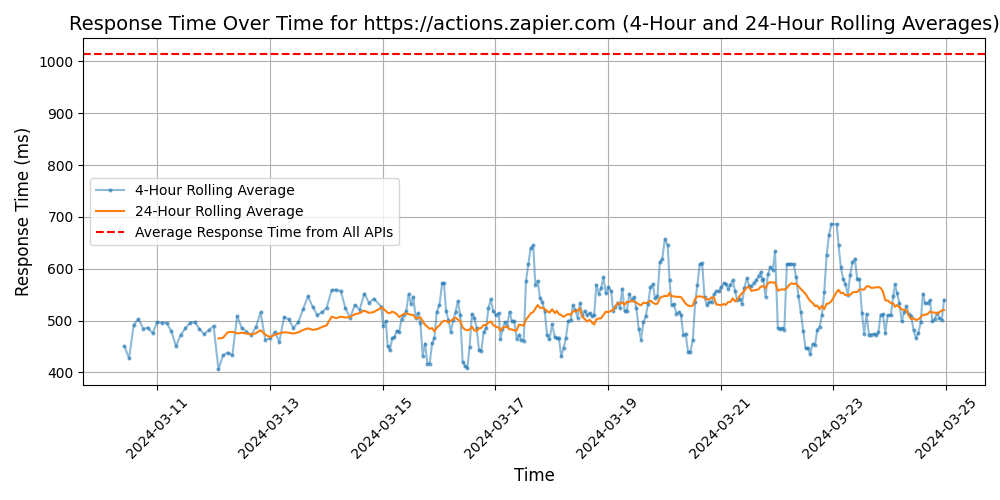 Response Time Over Time for https://actions.zapier.com (4-Hour and 24-Hour Rolling Averages)
Response Time (ms)
1000
900
800
700
600
500
400
4-Hour Rolling Average
24-Hour Rolling Average
Average Response Time from All APIs
2024-03-11
2024-03-13
2024-03-15
2024-03-17
2024-03-19
2024-03-21
2024-03-23
2024-03-25
Time